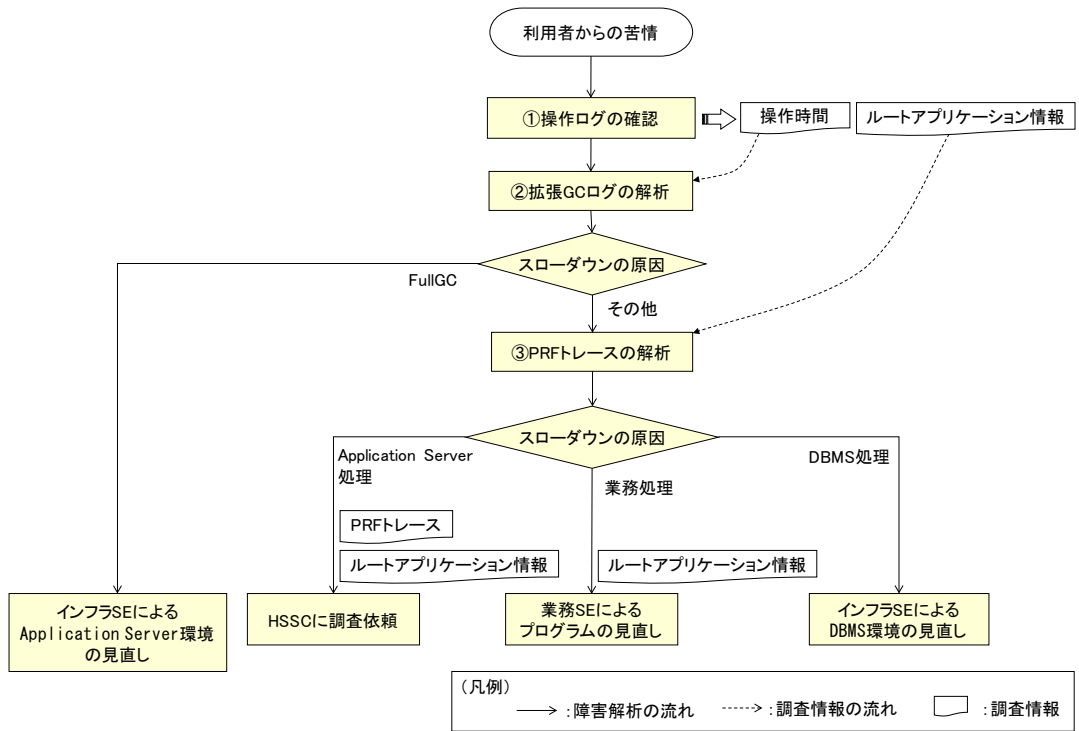 利用者からの苦情
①操作ログの確認
操作時間
ルートアプリケーション情報
②拡張GCログの解析
スローダウンの原因
FullGC
その他
③PRFトレースの解析
スローダウンの原因
Application Server
処理
業務処理
DBMS処理
PRFトレース
ルートアプリケーション情報
ルートアプリケーション情報
インフラSEによる
Application Server環境
の見直し
HSSCに調査依頼
業務SEによる
プログラムの見直し
インフラSEによる
DBMS環境の見直し
(凡例)
:障害解析の流れ
:調査情報の流れ
:調査情報